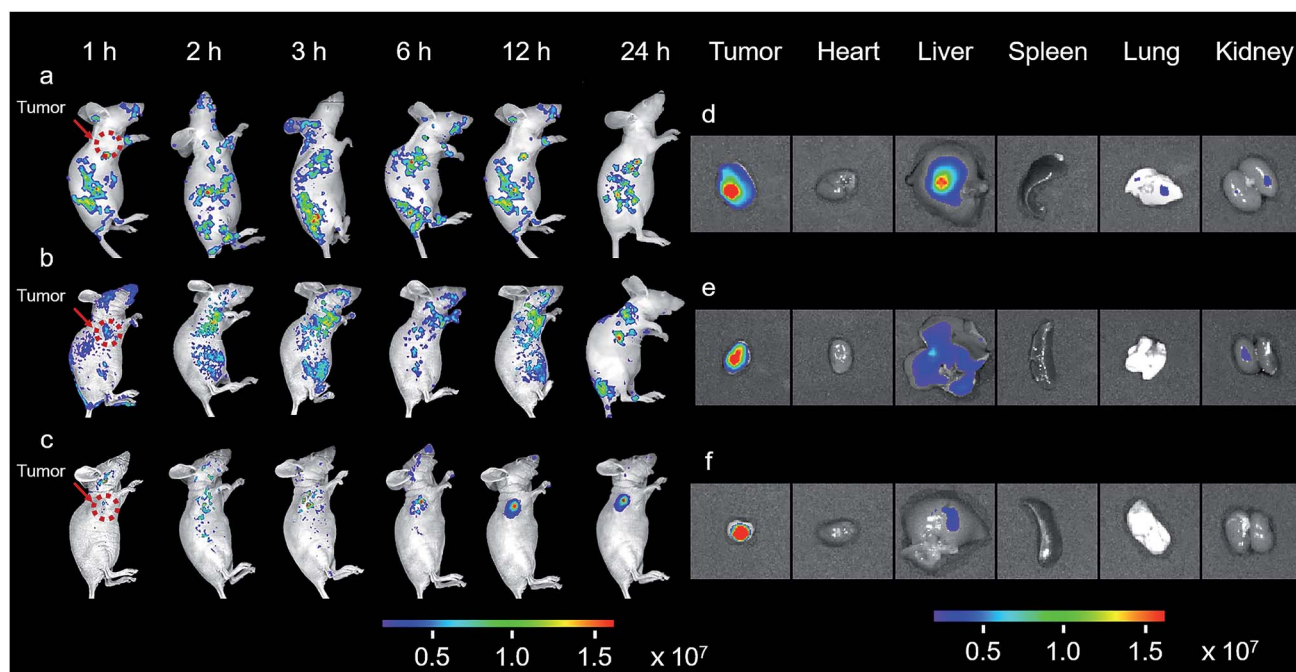 1 h 2 h 3 h 6 h 12 h 24 h Tumor Heart Liver Spleen Lung Kidney
a
Tumor
d
b
Tumor
e
c
Tumor
f
0.5 1.0 1.5 x 10⁷
0.5 1.0 1.5 x 10⁷